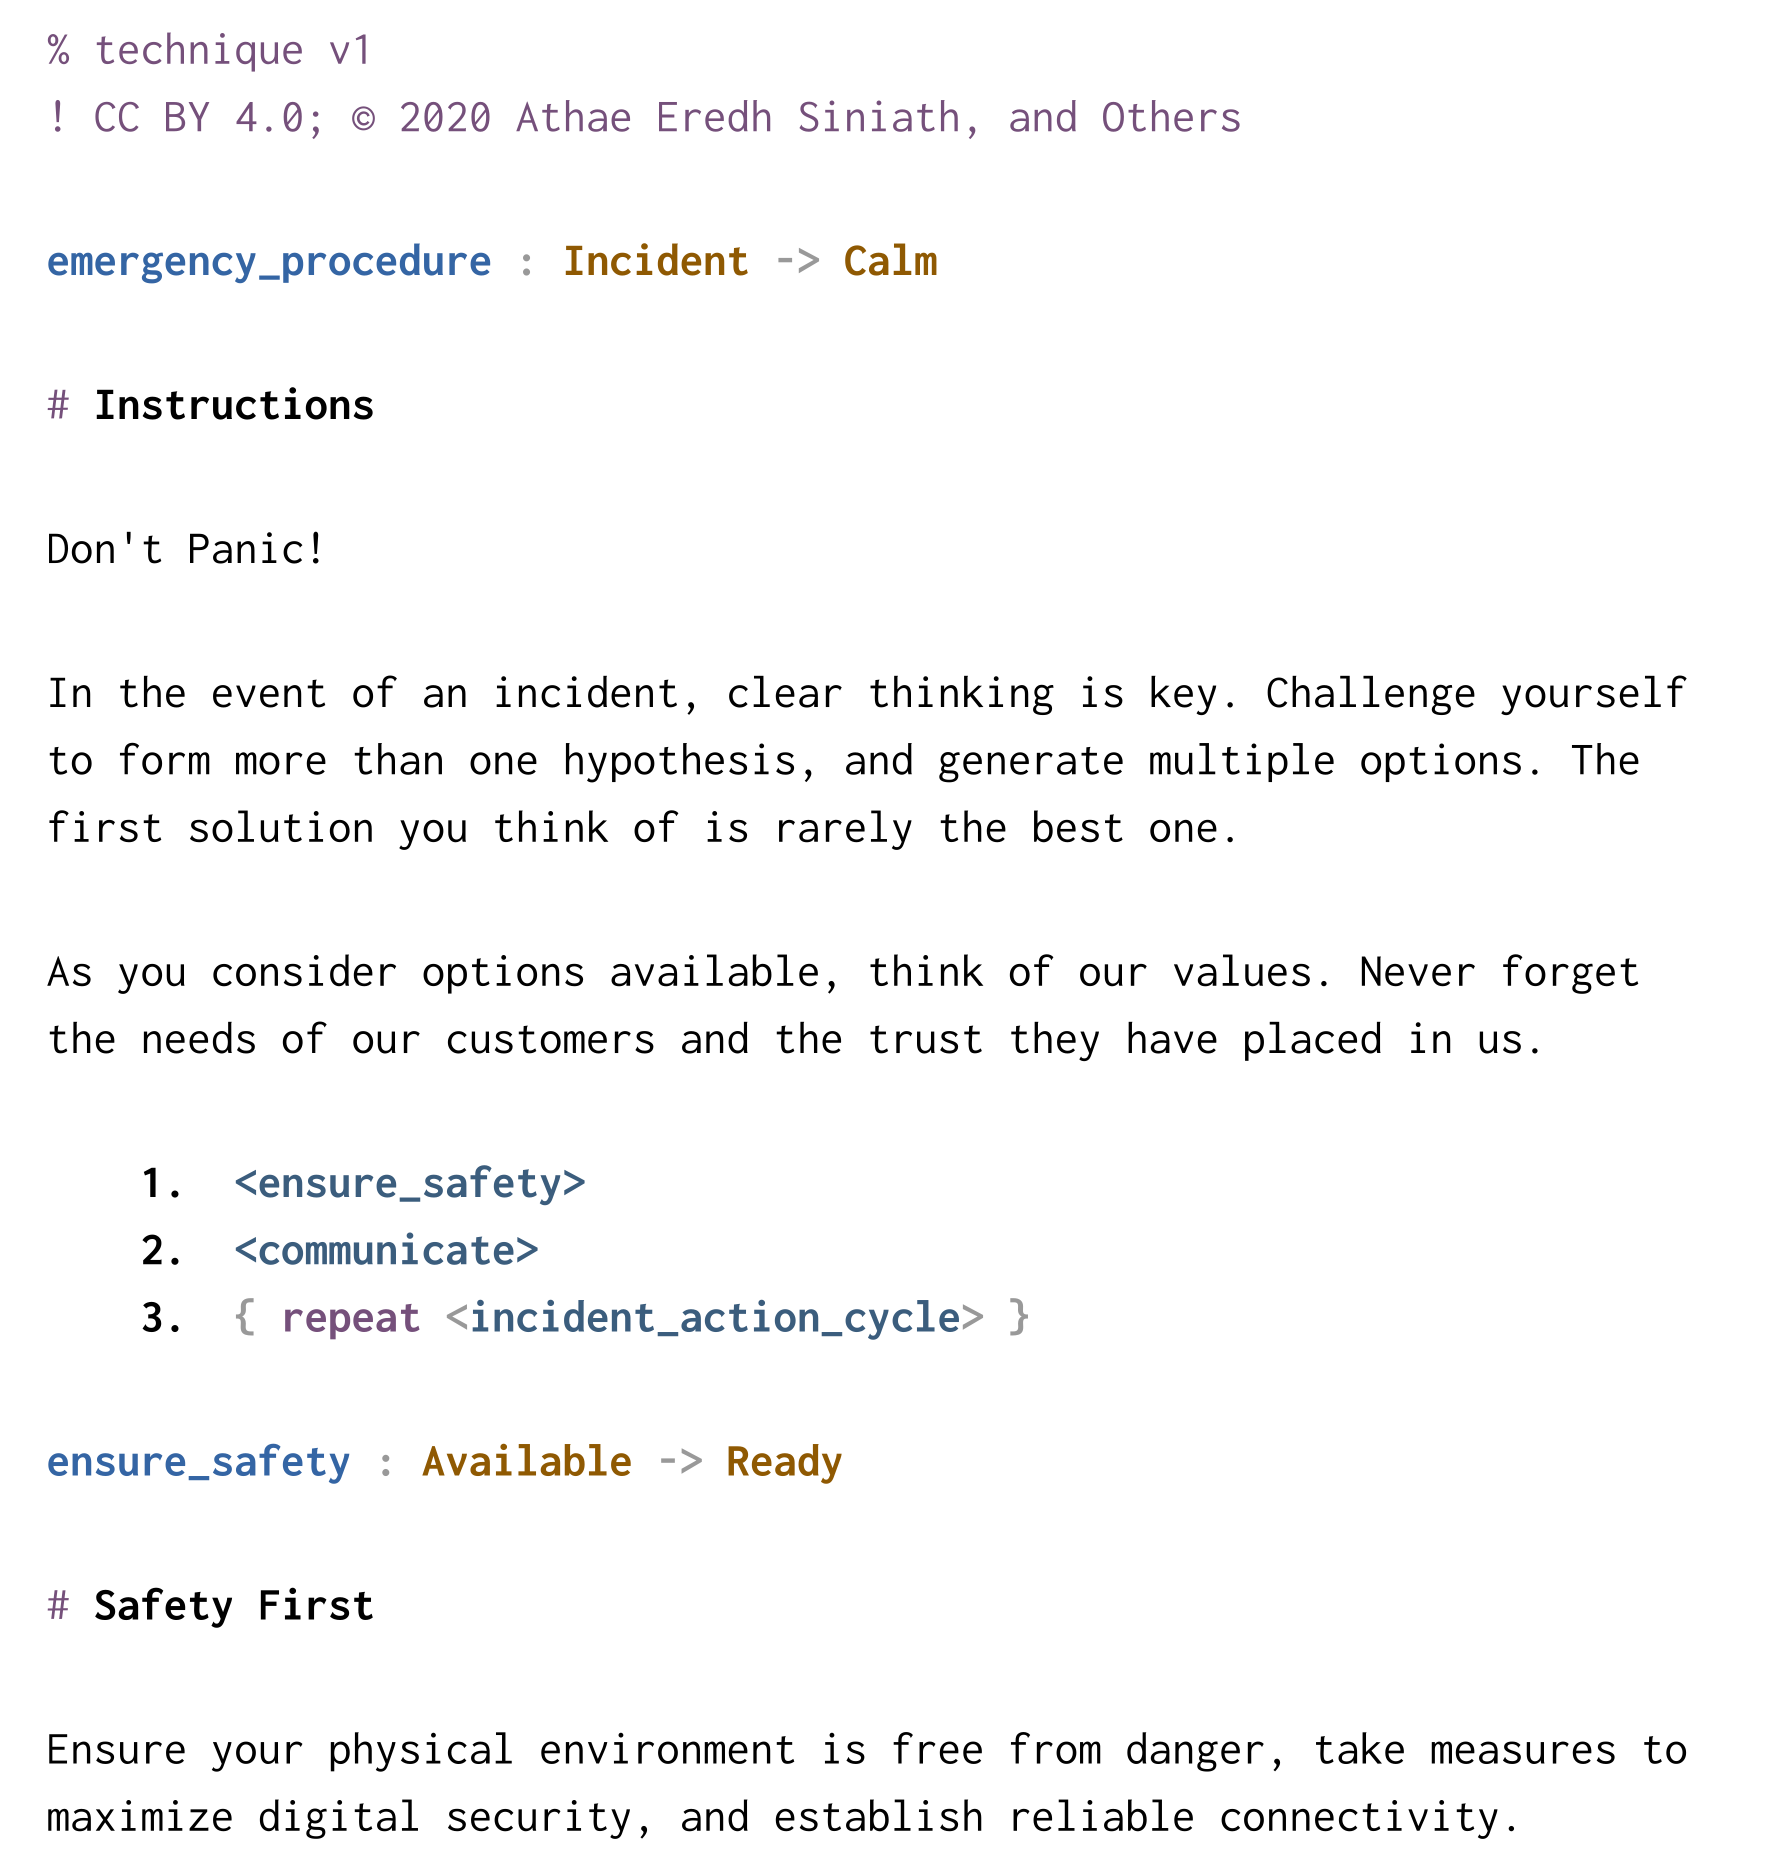 % technique v1
! CC BY 4.0; © 2020 Athae Eredh Siniath, and Others
emergency_procedure : Incident -> Calm
# Instructions
Don't Panic!
In the event of an incident, clear thinking is key. Challenge yourself
to form more than one hypothesis, and generate multiple options. The
first solution you think of is rarely the best one.
As you consider options available, think of our values. Never forget
the needs of our customers and the trust they have placed in us.
1. <ensure_safety>
2. <communicate>
3. { repeat <incident_action_cycle> }
ensure_safety : Available -> Ready
# Safety First
Ensure your physical environment is free from danger, take measures to
maximize digital security, and establish reliable connectivity.